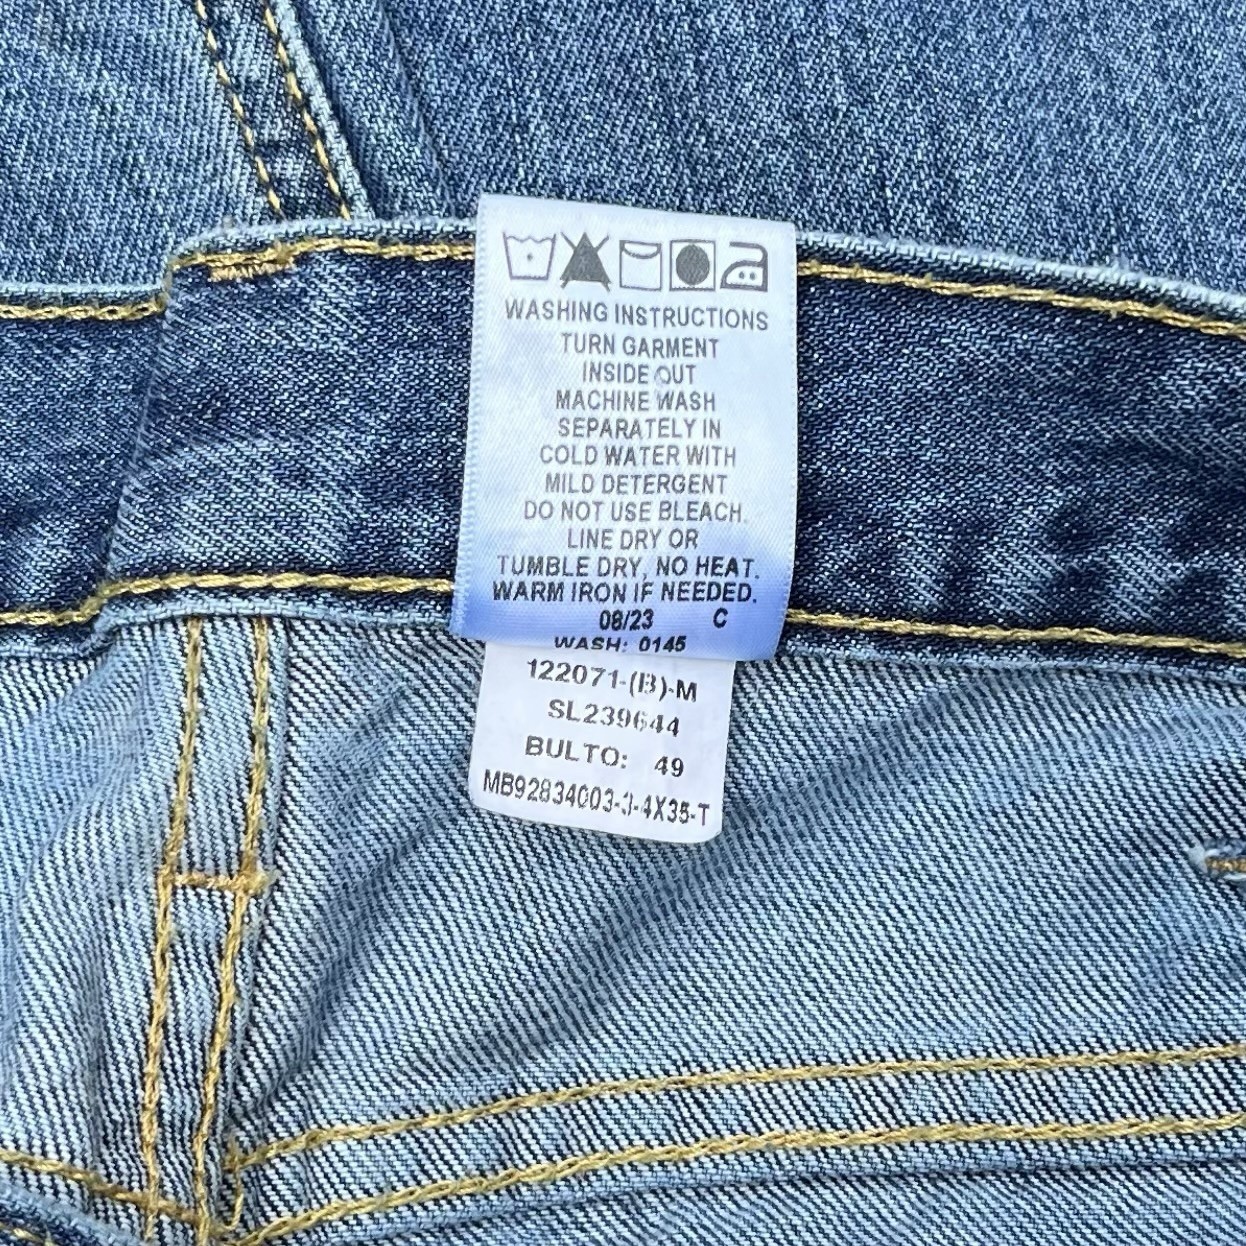 WASHING INSTRUCTIONS
TURN GARMENT
INSIDE OUT
MACHINE WASH
SEPARATELY IN
COLD WATER WITH
MILD DETERGENT
DO NOT USE BLEACH.
LINE DRY OR
TUMBLE DRY, NO HEAT.
WARM IRON IF NEEDED.
08/23 C
WASH: 0145
122071-(B)-M
SL239644
BULTO: 49
MB92834003-3-4X35-T